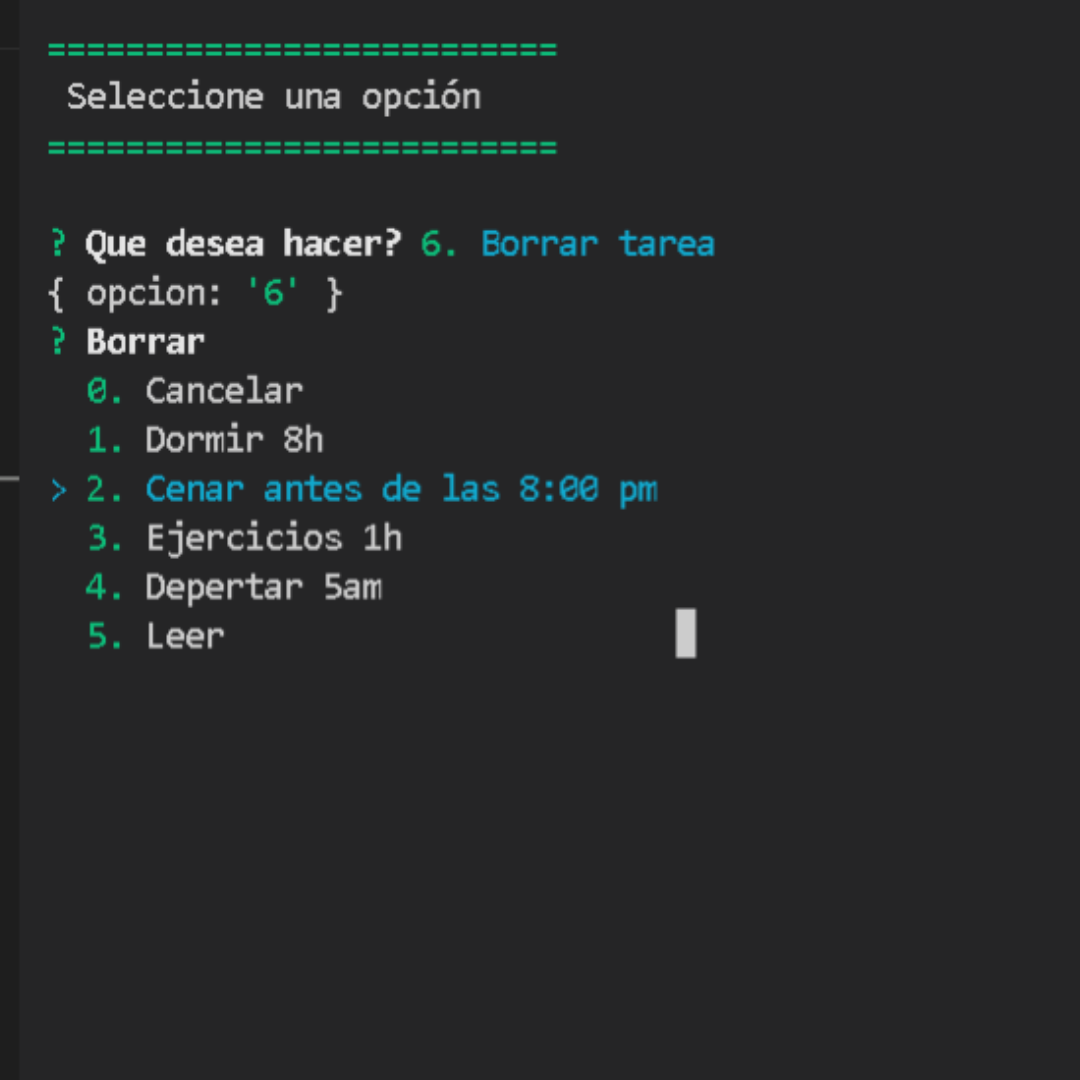 ==========================
Seleccione una opción
==========================
? Que desea hacer? 6. Borrar tarea
{ opcion: '6' }
? Borrar
0. Cancelar
1. Dormir 8h
> 2. Cenar antes de las 8:00 pm
3. Ejercicios 1h
4. Depertar 5am
5. Leer